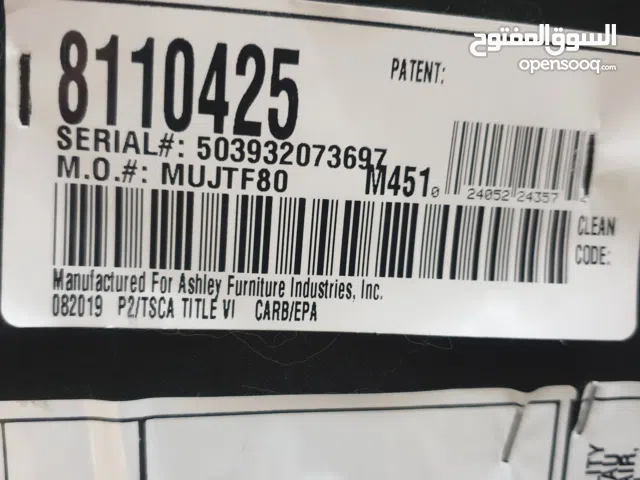 السوق المفتوح
opensooq.com
8110425
PATENT:
SERIAL#: 503932073697
M.O.#: MUJTF80 M451
0 24052 24357
CLEAN
CODE:
Manufactured For Ashley Furniture Industries, Inc.
082019 P2/TSCA TITLE VI CARB/EPA